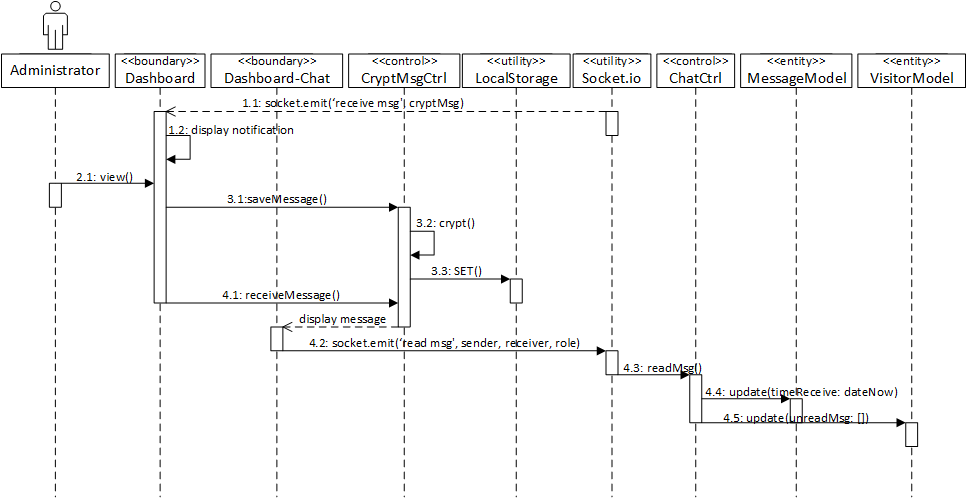 Administrator
<<boundary>>
Dashboard
<<boundary>>
Dashboard-Chat
<<control>>
CryptMsgCtrl
<<utility>>
LocalStorage
<<utility>>
Socket.io
<<control>>
ChatCtrl
<<entity>>
MessageModel
<<entity>>
VisitorModel
1.1: socket.emit(‘receive msg’, cryptMsg)
1.2: display notification
2.1: view()
3.1:saveMessage()
3.2: crypt()
3.3: SET()
4.1: receiveMessage()
display message
4.2: socket.emit(‘read msg’, sender, receiver, role)
4.3: readMsg()
4.4: update(timeReceive: dateNow)
4.5: update(unreadMsg: [])